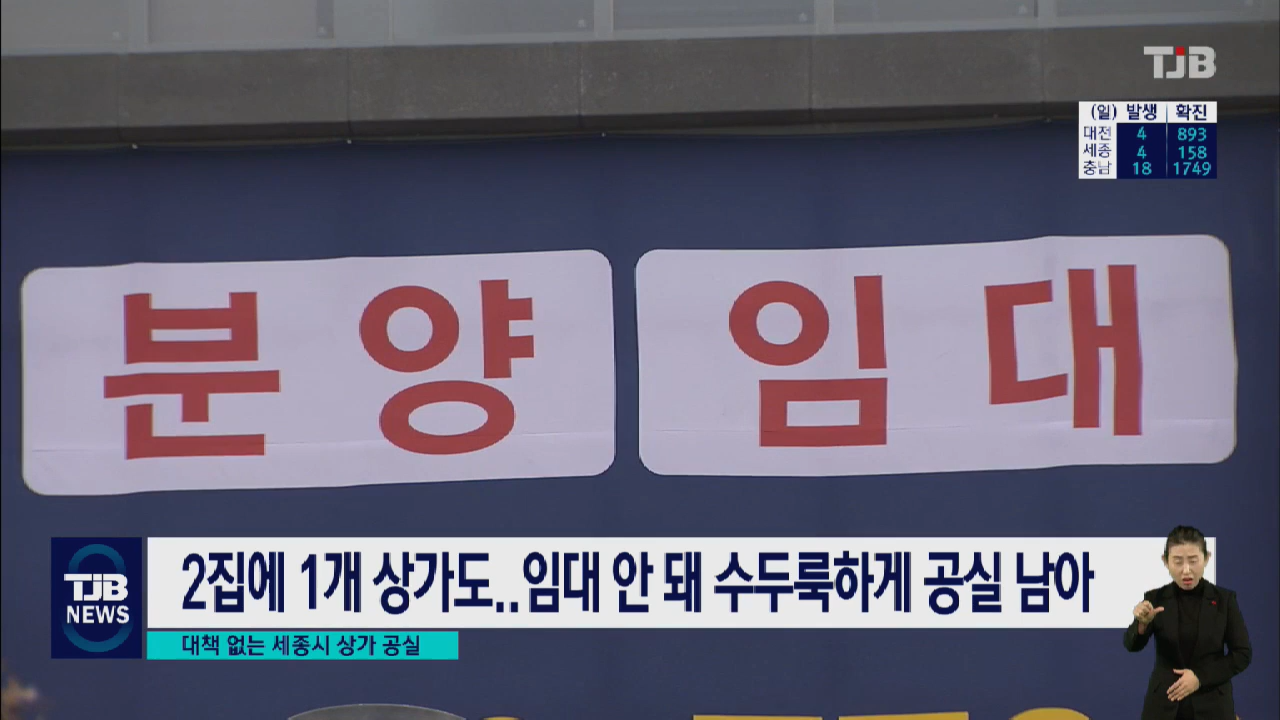 TJB
(일) 발생 확진
대전 4 893
세종 4 158
충남 18 1749
분양 임대
TJB
NEWS
2집에 1개 상가도..임대 안 돼 수두룩하게 공실 남아
대책 없는 세종시 상가 공실